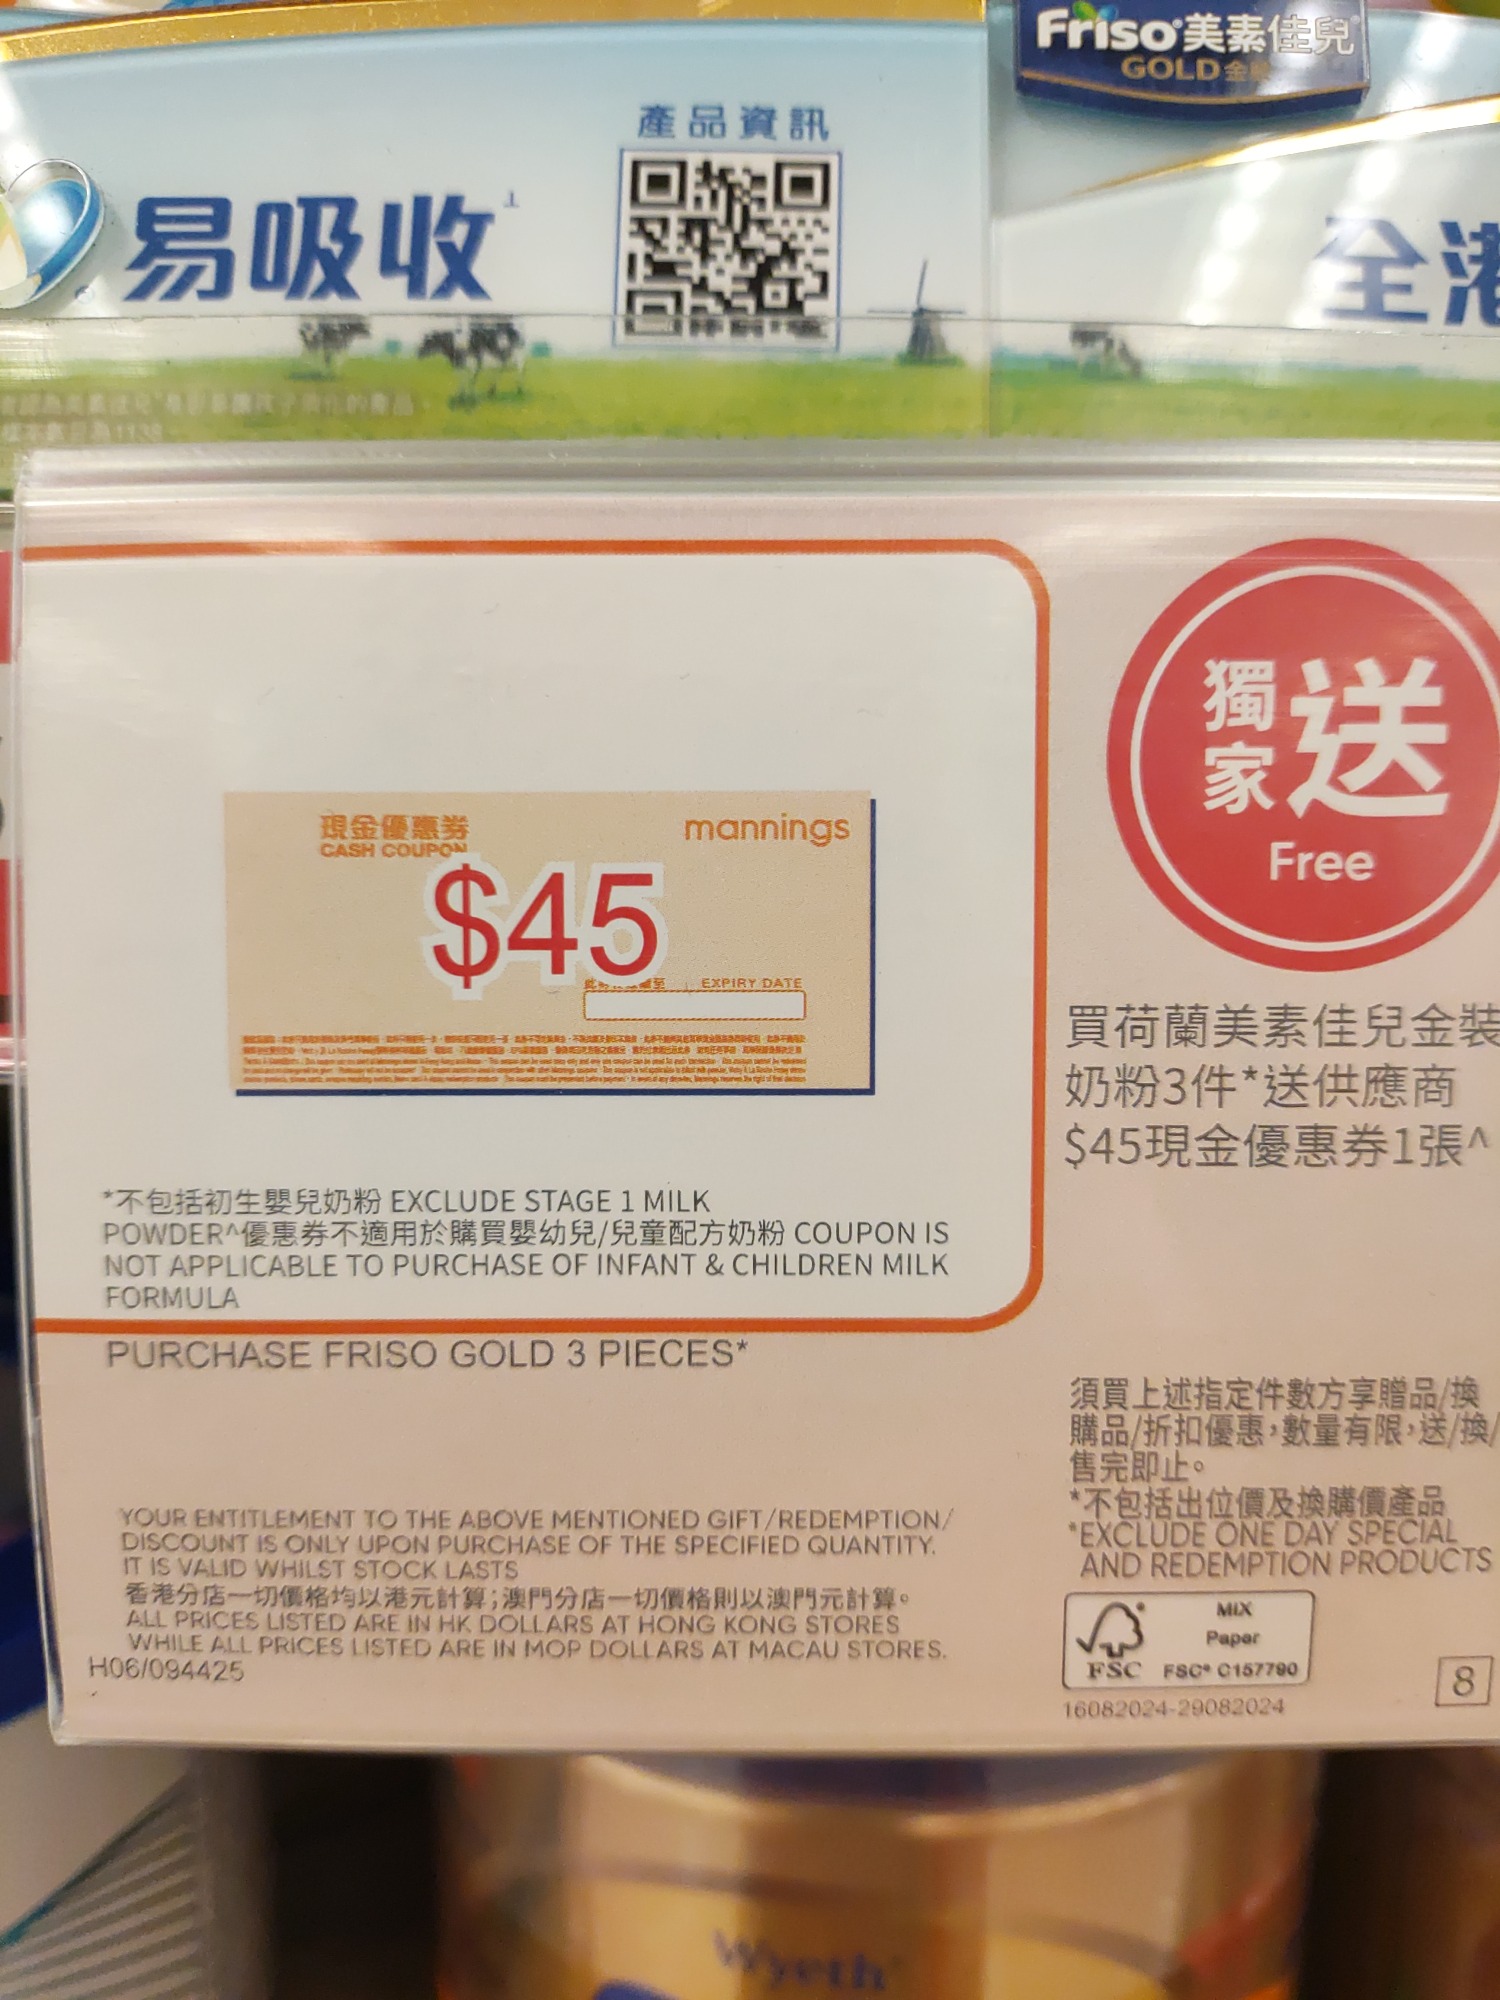 Friso 美素佳兒
GOLD
產品資訊
易吸收
全港
現金優惠券
CASH COUPON
mannings
$45
EXPIRY DATE
獨家送
Free
買荷蘭美素佳兒金裝
奶粉3件*送供應商
$45現金優惠券1張^
*不包括初生嬰兒奶粉 EXCLUDE STAGE 1 MILK
POWDER^優惠券不適用於購買嬰幼兒/兒童配方奶粉 COUPON IS
NOT APPLICABLE TO PURCHASE OF INFANT & CHILDREN MILK
FORMULA
PURCHASE FRISO GOLD 3 PIECES*
須買上述指定件數方享贈品/換
購品/折扣優惠，數量有限，送/換/
售完即止。
*不包括出位價及換購價產品
*EXCLUDE ONE DAY SPECIAL
AND REDEMPTION PRODUCTS
YOUR ENTITLEMENT TO THE ABOVE MENTIONED GIFT/REDEMPTION/
DISCOUNT IS ONLY UPON PURCHASE OF THE SPECIFIED QUANTITY.
IT IS VALID WHILST STOCK LASTS
香港分店一切價格均以港元計算；澳門分店一切價格則以澳門元計算。
ALL PRICES LISTED ARE IN HK DOLLARS AT HONG KONG STORES
WHILE ALL PRICES LISTED ARE IN MOP DOLLARS AT MACAU STORES.
H06/094425
MIX
Paper
FSC FSC® C157790
8
16082024-29082024
Wyeth